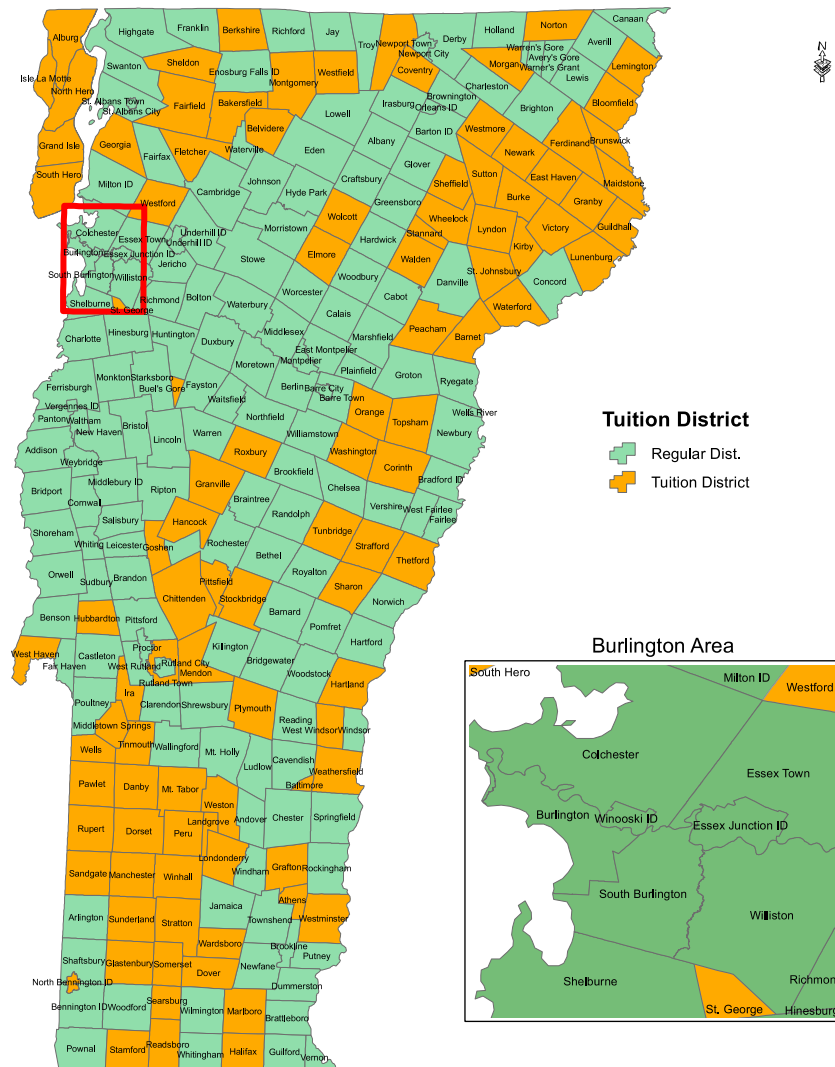 Alburg
Highgate
Franklin
Berkshire
Richford
Jay
Troy
Newport Town
Newport City
Derby
Holland
Norton
Canaan
Warren's Gore
Avery's Gore
Warner's Grant
Averill
Lewis
Lemington
Isle La Motte
North Hero
Swanton
Sheldon
Enosburg Falls ID
Montgomery
Westfield
Coventry
Morgan
Charleston
Bloomfield
St. Albans Town
St. Albans City
Fairfield
Bakersfield
Belvidere
Lowell
Irasburg
Brownington
Orleans ID
Brighton
Grand Isle
Georgia
Fairfax
Fletcher
Waterville
Eden
Albany
Barton ID
Westmore
Newark
Ferdinand
Brunswick
South Hero
Milton ID
Cambridge
Johnson
Hyde Park
Craftsbury
Glover
Sheffield
Sutton
East Haven
Maidstone
Westford
Wolcott
Greensboro
Wheelock
Burke
Granby
Colchester
Essex Town
Underhill ID
Underhill ID
Morristown
Hardwick
Stannard
Lyndon
Victory
Guildhall
Burlington
Essex Junction ID
Jericho
Stowe
Elmore
Walden
Kirby
Lunenburg
South Burlington
Williston
Woodbury
Danville
St. Johnsbury
Concord
Shelburne
St. George
Richmond
Bolton
Waterbury
Worcester
Calais
Cabot
Waterford
Charlotte
Hinesburg
Huntington
Duxbury
Middlesex
East Montpelier
Montpelier
Marshfield
Peacham
Barnet
Ferrisburgh
Monkton
Starksboro
Buel's Gore
Fayston
Moretown
Berlin
Barre City
Barre Town
Plainfield
Groton
Ryegate
Vergennes ID
Panton
Waltham
New Haven
Bristol
Lincoln
Waitsfield
Warren
Northfield
Williamstown
Orange
Topsham
Wells River
Newbury
Addison
Weybridge
Roxbury
Brookfield
Washington
Corinth
Bradford ID
Bridport
Middlebury ID
Cornwall
Ripton
Granville
Braintree
Chelsea
Vershire
West Fairlee
Fairlee
Salisbury
Hancock
Randolph
Shoreham
Whiting
Leicester
Goshen
Rochester
Bethel
Tunbridge
Strafford
Thetford
Orwell
Sudbury
Brandon
Pittsfield
Royalton
Sharon
Chittenden
Stockbridge
Barnard
Norwich
Benson
Hubbardton
Pittsford
Pomfret
Hartford
West Haven
Fair Haven
Castleton
Proctor
West Rutland
Rutland City
Mendon
Killington
Bridgewater
Woodstock
Hartland
Rutland Town
Poultney
Ira
Clarendon
Shrewsbury
Plymouth
Reading
West Windsor
Windsor
Middletown Springs
Wells
Tinmouth
Wallingford
Mt. Holly
Ludlow
Cavendish
Weathersfield
Baltimore
Pawlet
Danby
Mt. Tabor
Weston
Andover
Chester
Springfield
Landgrove
Rupert
Dorset
Peru
Londonderry
Windham
Grafton
Rockingham
Sandgate
Manchester
Winhall
Athens
Arlington
Sunderland
Stratton
Jamaica
Townshend
Westminster
Wardsboro
Brookline
Shaftsbury
Glastenbury
Somerset
Dover
Newfane
Putney
North Bennington ID
Dummerston
Bennington ID
Woodford
Searsburg
Wilmington
Marlboro
Brattleboro
Pownal
Stamford
Readsboro
Whitingham
Halifax
Guilford
Vernon
N
Tuition District
Regular Dist.
Tuition District
Burlington Area
South Hero
Milton ID
Westford
Colchester
Essex Town
Burlington
Winooski ID
Essex Junction ID
South Burlington
Williston
Shelburne
Richmon
St. George
Hinesburg